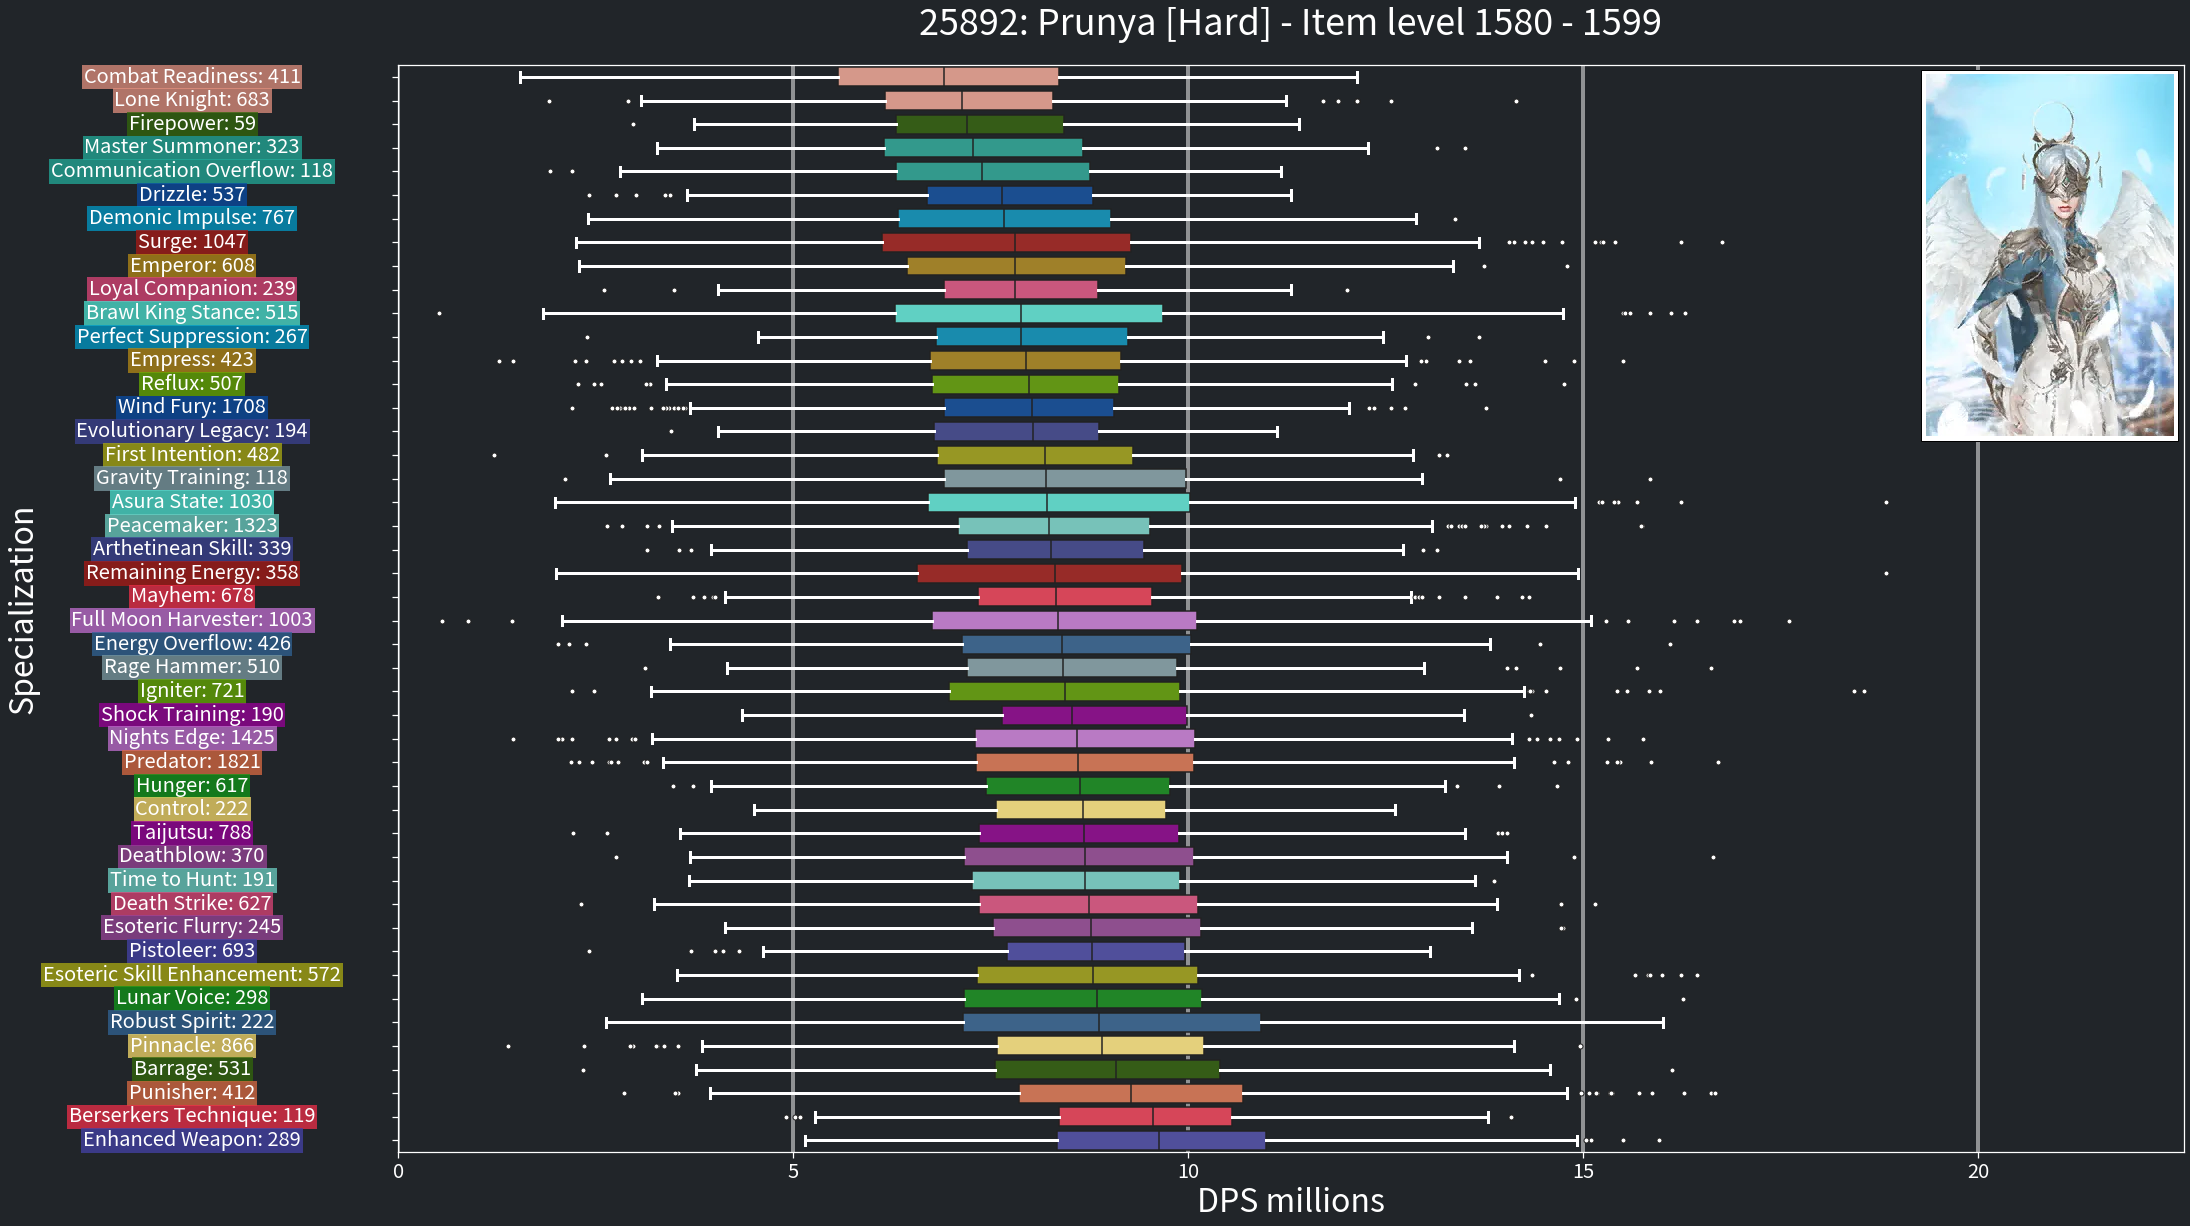 25892: Prunya [Hard] - Item level 1580 - 1599
Combat Readiness: 411
Lone Knight: 683
Firepower: 59
Master Summoner: 323
Communication Overflow: 118
Drizzle: 537
Demonic Impulse: 767
Surge: 1047
Emperor: 608
Loyal Companion: 239
Brawl King Stance: 515
Perfect Suppression: 267
Empress: 423
Reflux: 507
Wind Fury: 1708
Evolutionary Legacy: 194
First Intention: 482
Gravity Training: 118
Asura State: 1030
Peacemaker: 1323
Arthetinean Skill: 339
Remaining Energy: 358
Mayhem: 678
Full Moon Harvester: 1003
Energy Overflow: 426
Rage Hammer: 510
Igniter: 721
Shock Training: 190
Nights Edge: 1425
Predator: 1821
Hunger: 617
Control: 222
Taijutsu: 788
Deathblow: 370
Time to Hunt: 191
Death Strike: 627
Esoteric Flurry: 245
Pistoleer: 693
Esoteric Skill Enhancement: 572
Lunar Voice: 298
Robust Spirit: 222
Pinnacle: 866
Barrage: 531
Punisher: 412
Berserkers Technique: 119
Enhanced Weapon: 289
Specialization
0 5 10 15 20
DPS millions